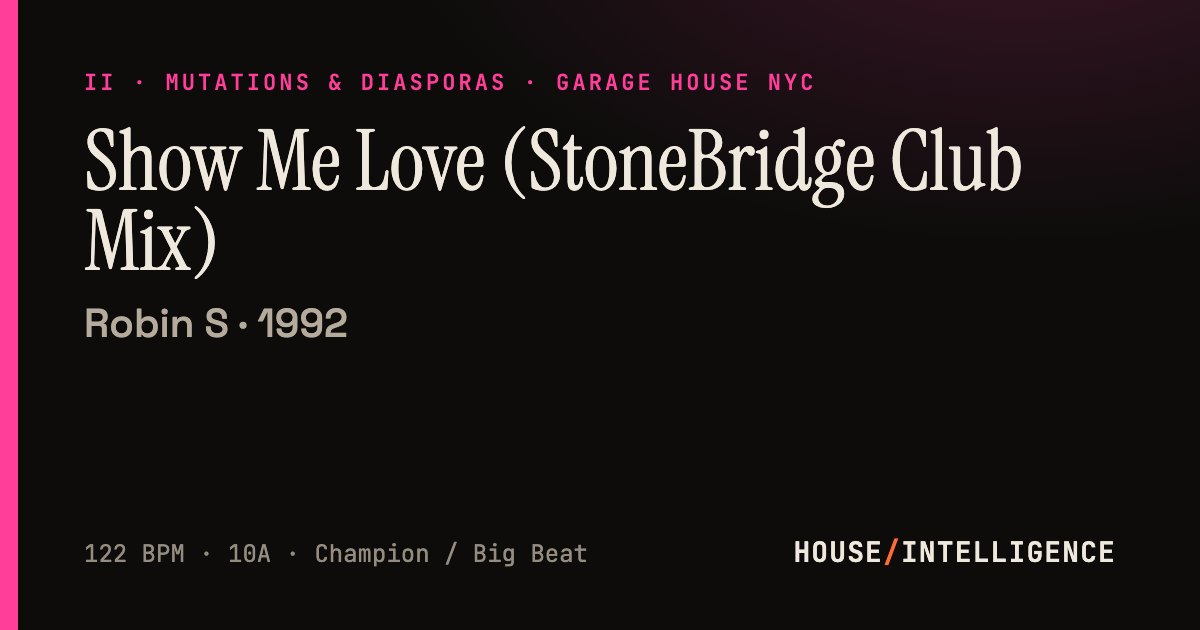 II · MUTATIONS & DIASPORAS · GARAGE HOUSE NYC
Show Me Love (StoneBridge Club
Mix)
Robin S · 1992
122 BPM · 10A · Champion / Big Beat
HOUSE/INTELLIGENCE